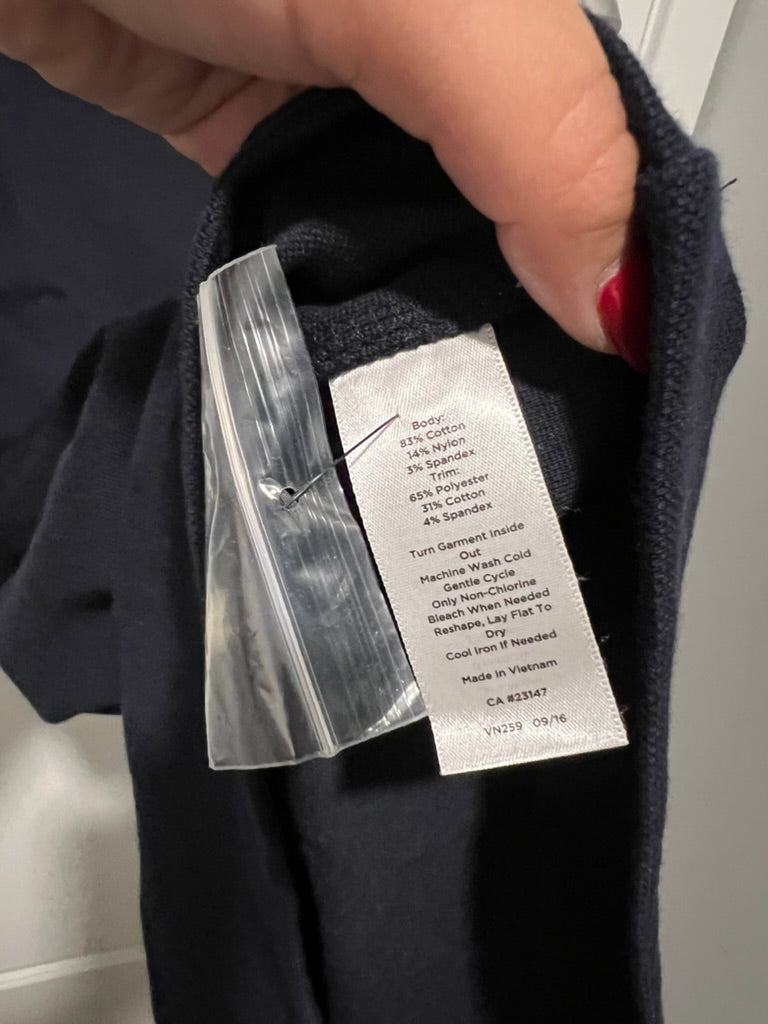 Body:
83% Cotton
14% Nylon
3% Spandex
Trim:
65% Polyester
31% Cotton
4% Spandex
Turn Garment Inside
Out
Machine Wash Cold
Gentle Cycle
Only Non-Chlorine
Bleach When Needed
Reshape, Lay Flat To
Dry
Cool Iron If Needed
Made In Vietnam
CA #23147
VN259 09/16